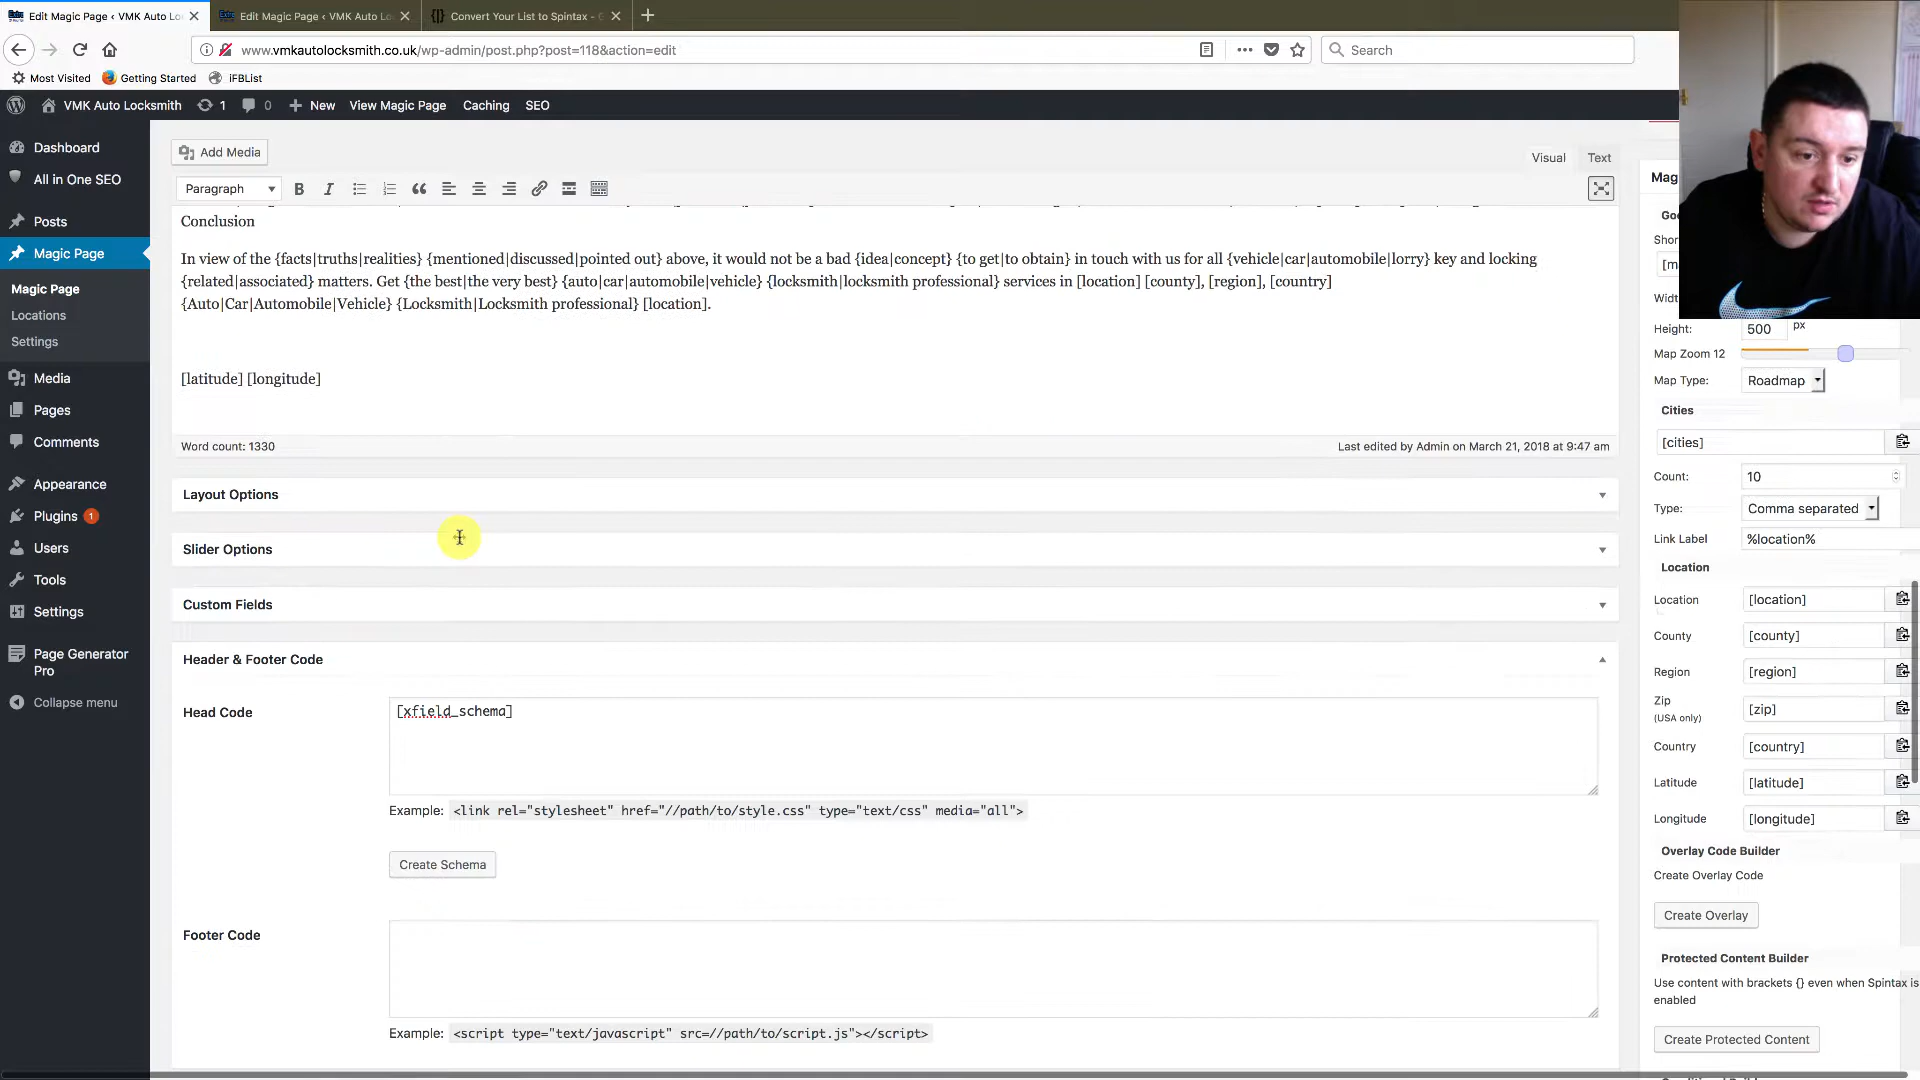 Edit Magic Page ‹ VMK Auto Lo
Edit Magic Page ‹ VMK Auto Loc
Convert Your List to Spintax - G
www.vmkautolocksmith.co.uk/wp-admin/post.php?post=118&action=edit
Search
Most Visited
Getting Started
iFBList
VMK Auto Locksmith
1
0
New
View Magic Page
Caching
SEO
Dashboard
All in One SEO
Posts
Magic Page
Magic Page
Locations
Settings
Media
Pages
Comments
Appearance
Plugins 1
Users
Tools
Settings
Page Generator
Pro
Collapse menu
Add Media
Visual
Text
Paragraph
Conclusion
In view of the {facts|truths|realities} {mentioned|discussed|pointed out} above, it would not be a bad {idea|concept} {to get|to obtain} in touch with us for all {vehicle|car|automobile|lorry} key and locking
{related|associated} matters. Get {the best|the very best} {auto|car|automobile|vehicle} {locksmith|locksmith professional} services in [location] [county], [region], [country]
{Auto|Car|Automobile|Vehicle} {Locksmith|Locksmith professional} [location].
[latitude] [longitude]
Word count: 1330
Last edited by Admin on March 21, 2018 at 9:47 am
Layout Options
Slider Options
Custom Fields
Header & Footer Code
Head Code
[xfield_schema]
Example: <link rel="stylesheet" href="//path/to/style.css" type="text/css" media="all">
Create Schema
Footer Code
Example: <script type="text/javascript" src=//path/to/script.js"></script>
Mag
Goo
Shor
[m
Widt
Height:
500
px
Map Zoom 12
Map Type:
Roadmap
Cities
[cities]
Count:
10
Type:
Comma separated
Link Label
%location%
Location
Location
[location]
County
[county]
Region
[region]
Zip
(USA only)
[zip]
Country
[country]
Latitude
[latitude]
Longitude
[longitude]
Overlay Code Builder
Create Overlay Code
Create Overlay
Protected Content Builder
Use content with brackets {} even when Spintax is
enabled
Create Protected Content